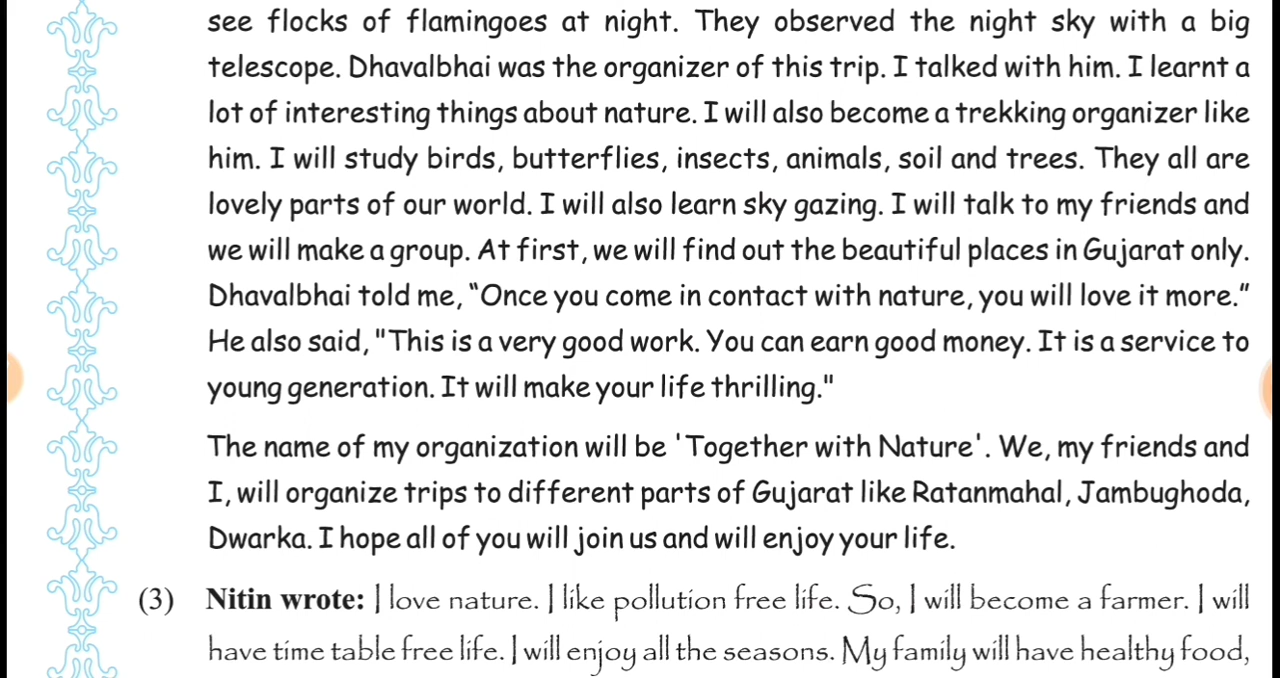 see flocks of flamingoes at night. They observed the night sky with a big
telescope. Dhavalbhai was the organizer of this trip. I talked with him. I learnt a
lot of interesting things about nature. I will also become a trekking organizer like
him. I will study birds, butterflies, insects, animals, soil and trees. They all are
lovely parts of our world. I will also learn sky gazing. I will talk to my friends and
we will make a group. At first, we will find out the beautiful places in Gujarat only.
Dhavalbhai told me, “Once you come in contact with nature, you will love it more.”
He also said, "This is a very good work. You can earn good money. It is a service to
young generation. It will make your life thrilling."
The name of my organization will be 'Together with Nature'. We, my friends and
I, will organize trips to different parts of Gujarat like Ratanmahal, Jambughoda,
Dwarka. I hope all of you will join us and will enjoy your life.
(3) Nitin wrote: I love nature. I like pollution free life. So, I will become a farmer. I will
have time table free life. I will enjoy all the seasons. My family will have healthy food,